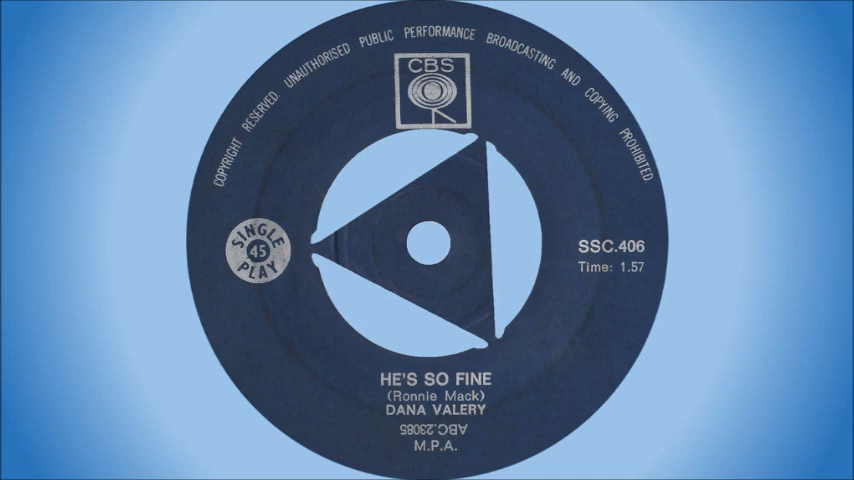 COPYRIGHT RESERVED UNAUTHORISED PUBLIC PERFORMANCE BROADCASTING AND COPYING PROHIBITED
CBS
SINGLE
45
PLAY
SSC.406
Time: 1.57
HE'S SO FINE
(Ronnie Mack)
DANA VALERY
ABC.23085
M.P.A.